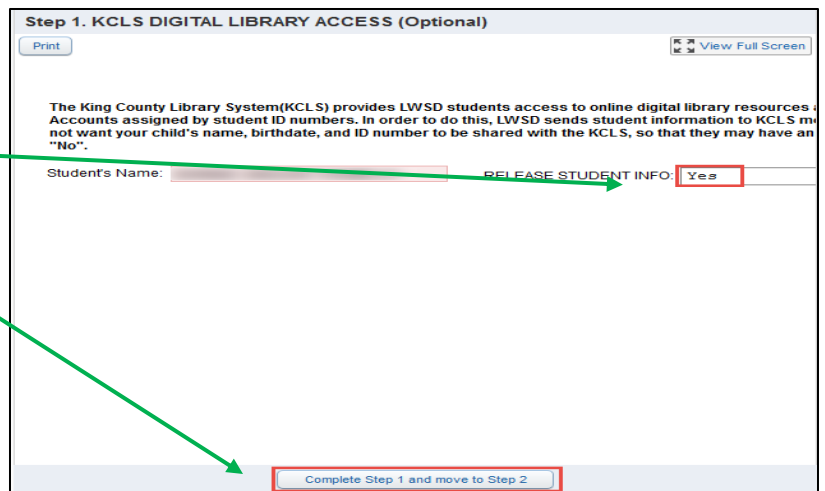 Step 1. KCLS DIGITAL LIBRARY ACCESS (Optional)
Print
View Full Screen
The King County Library System(KCLS) provides LWSD students access to online digital library resources
Accounts assigned by student ID numbers. In order to do this, LWSD sends student information to KCLS
not want your child's name, birthdate, and ID number to be shared with the KCLS, so that they may have an
"No".
Student's Name: RELEASE STUDENT INFO: Yes
Complete Step 1 and move to Step 2